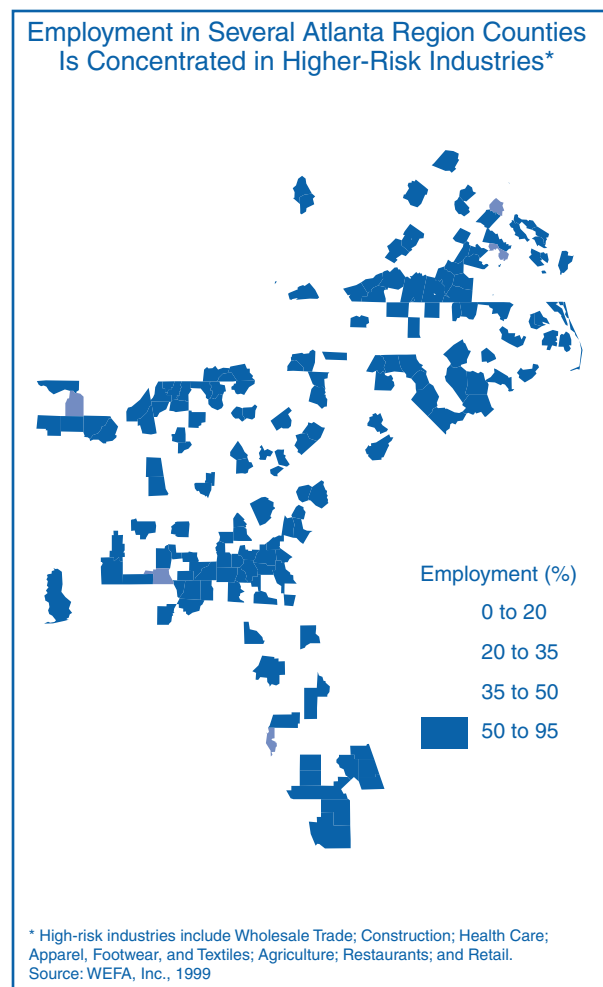 Employment in Several Atlanta Region Counties
Is Concentrated in Higher-Risk Industries*
Employment (%)
0 to 20
20 to 35
35 to 50
50 to 95
* High-risk industries include Wholesale Trade; Construction; Health Care;
Apparel, Footwear, and Textiles; Agriculture; Restaurants; and Retail.
Source: WEFA, Inc., 1999